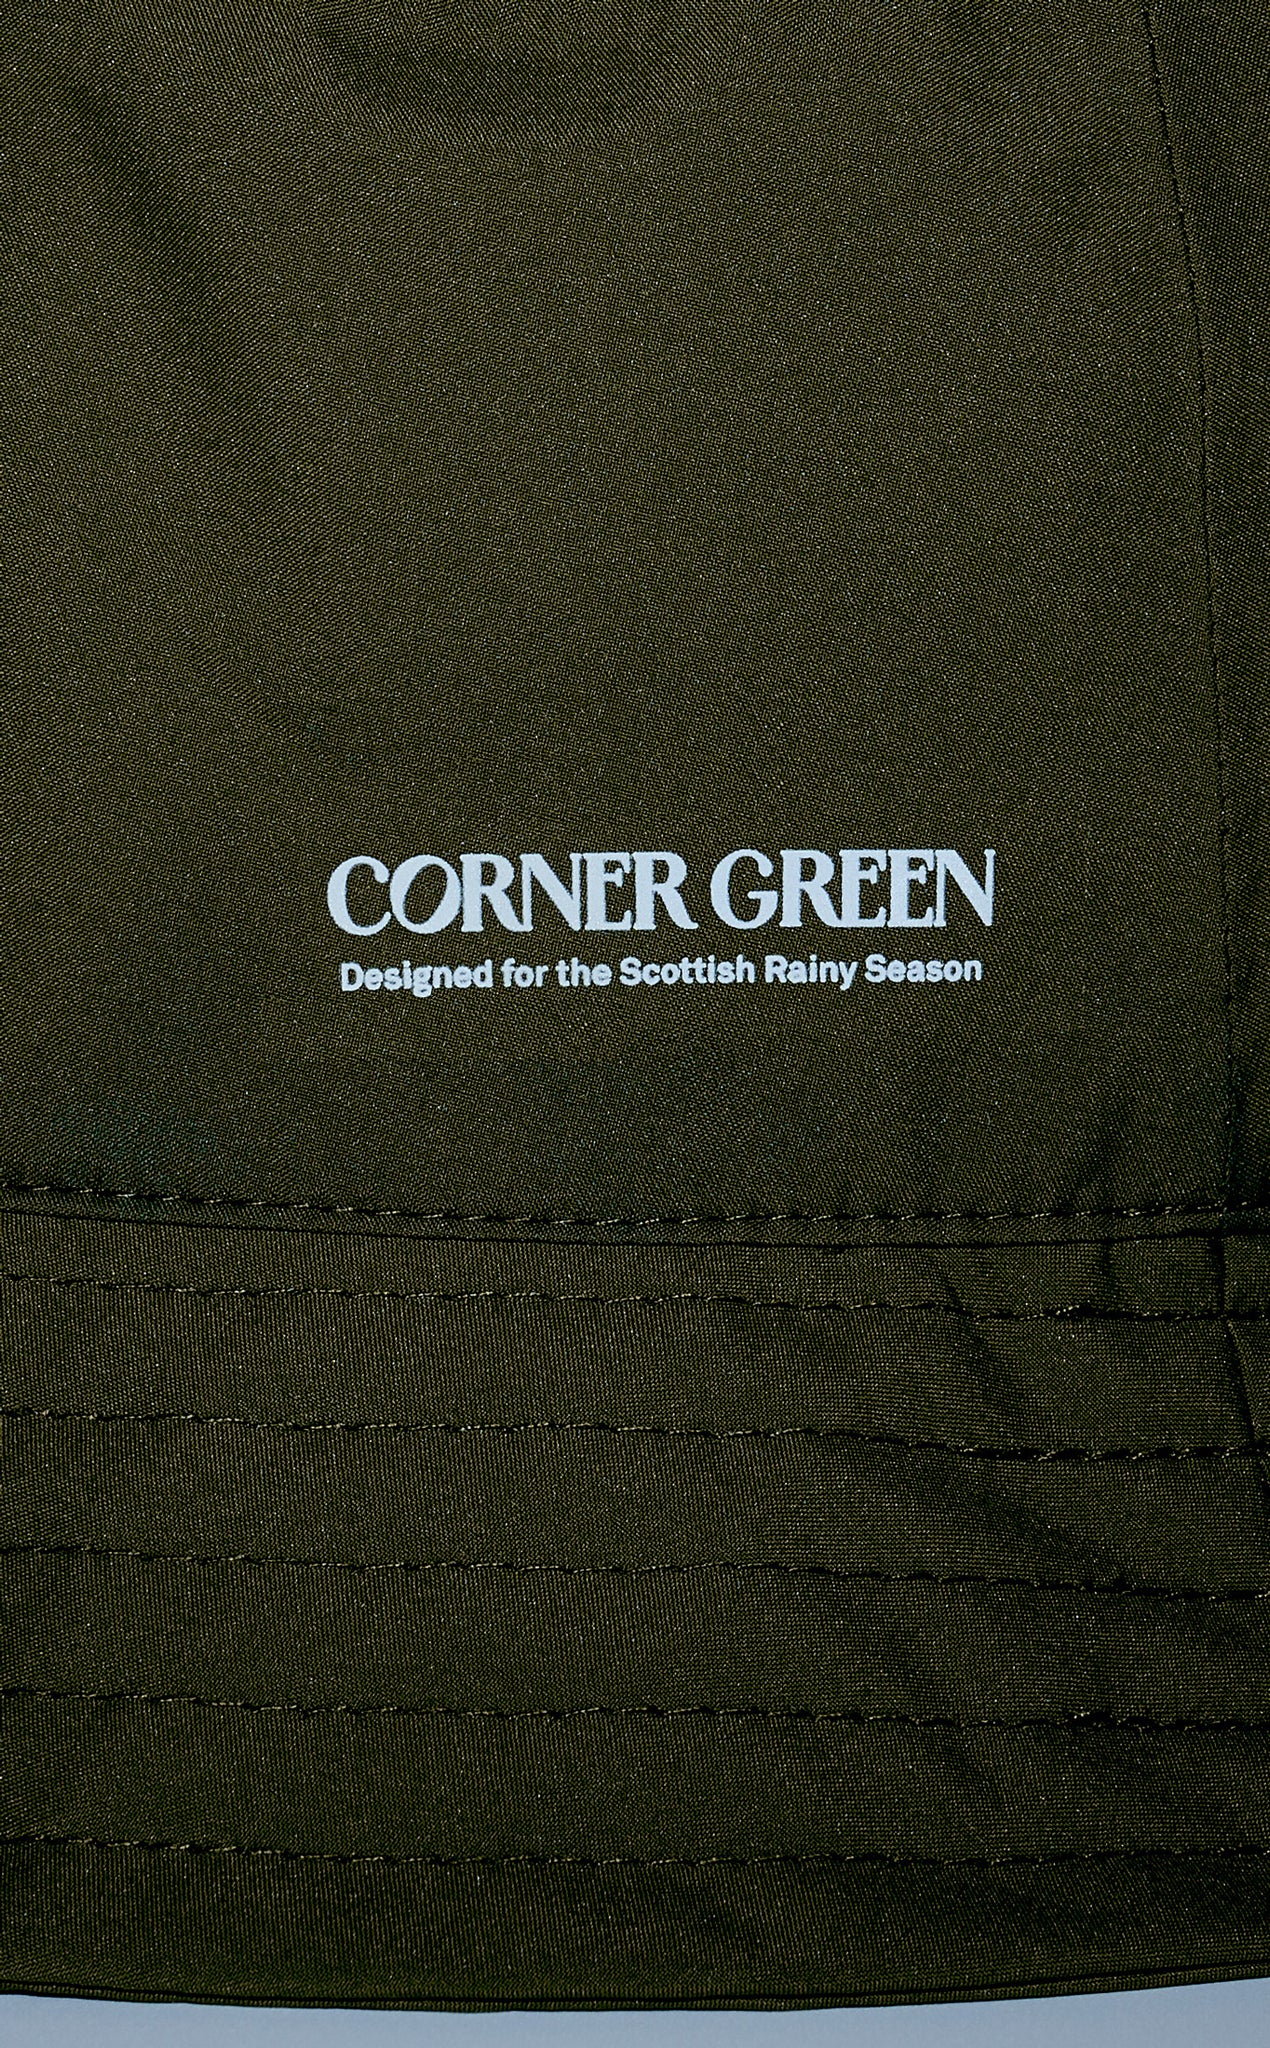 CORNER GREEN
Designed for the Scottish Rainy Season